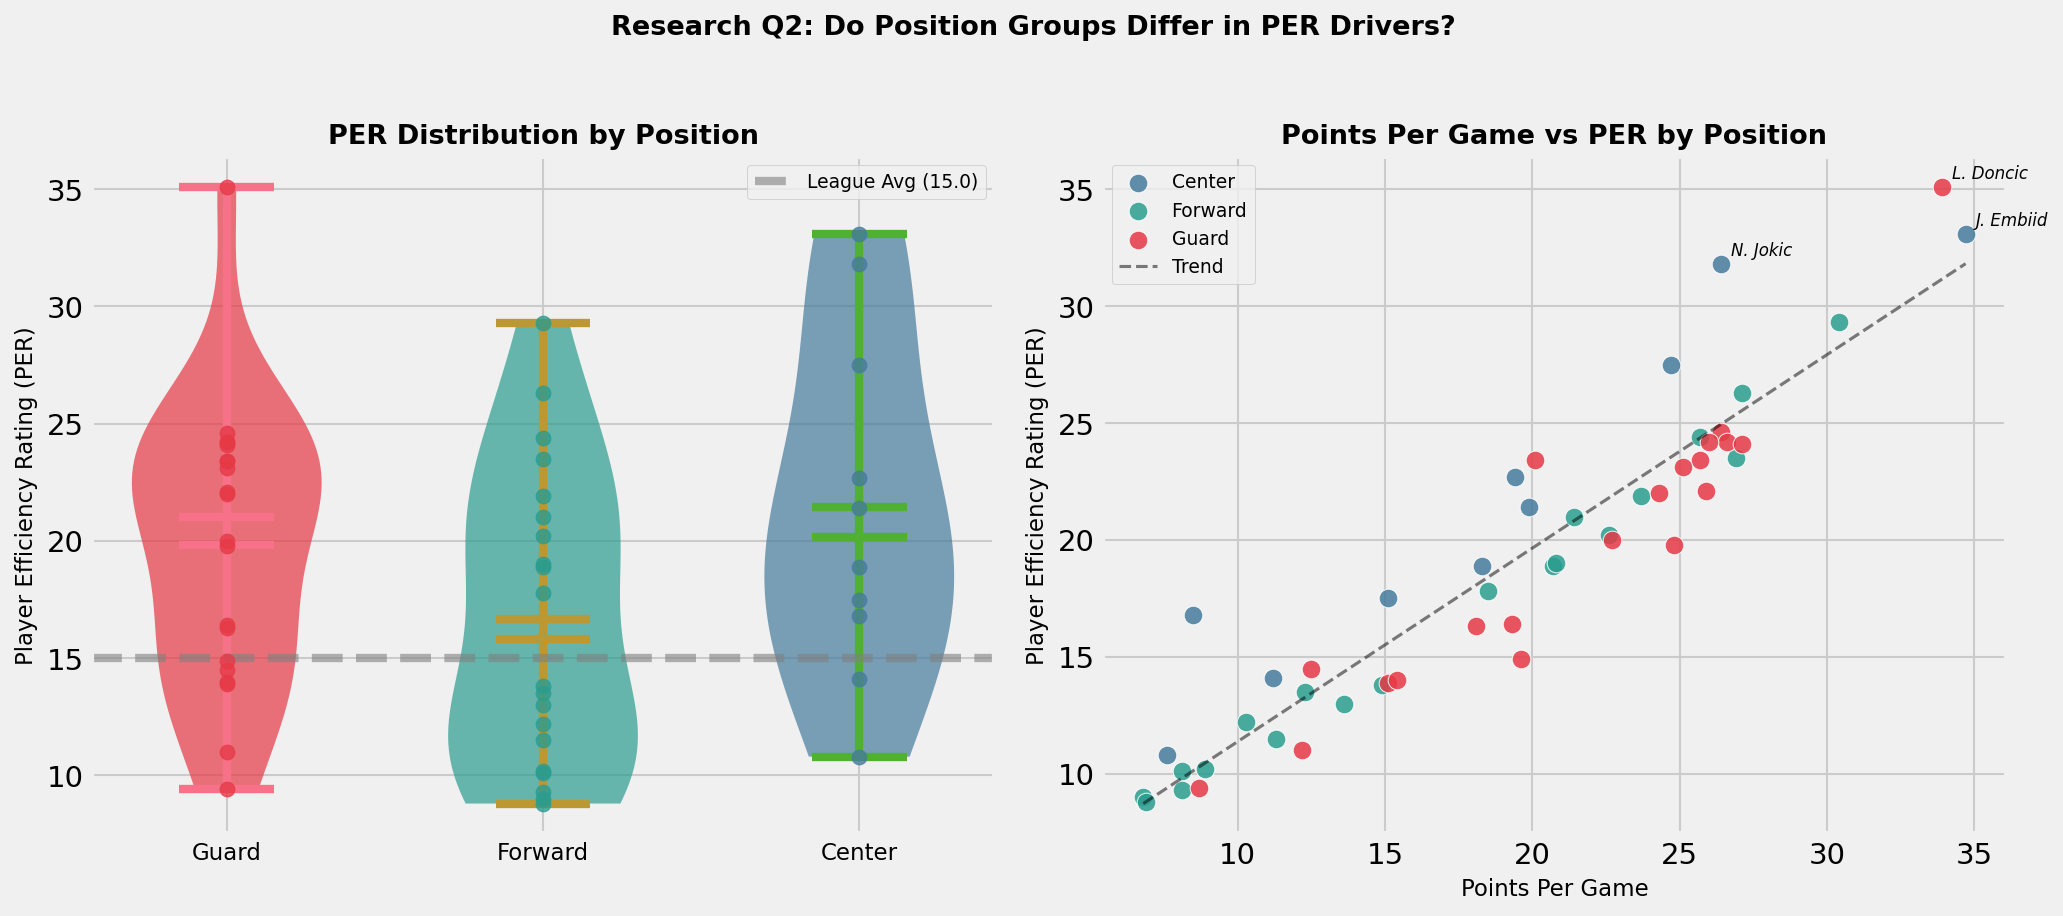 Research Q2: Do Position Groups Differ in PER Drivers?
PER Distribution by Position
League Avg (15.0)
Player Efficiency Rating (PER)
35
30
25
20
15
10
Guard
Forward
Center
Points Per Game vs PER by Position
Center
Forward
Guard
Trend
L. Doncic
J. Embiid
N. Jokic
Player Efficiency Rating (PER)
35
30
25
20
15
10
10
15
20
25
30
35
Points Per Game